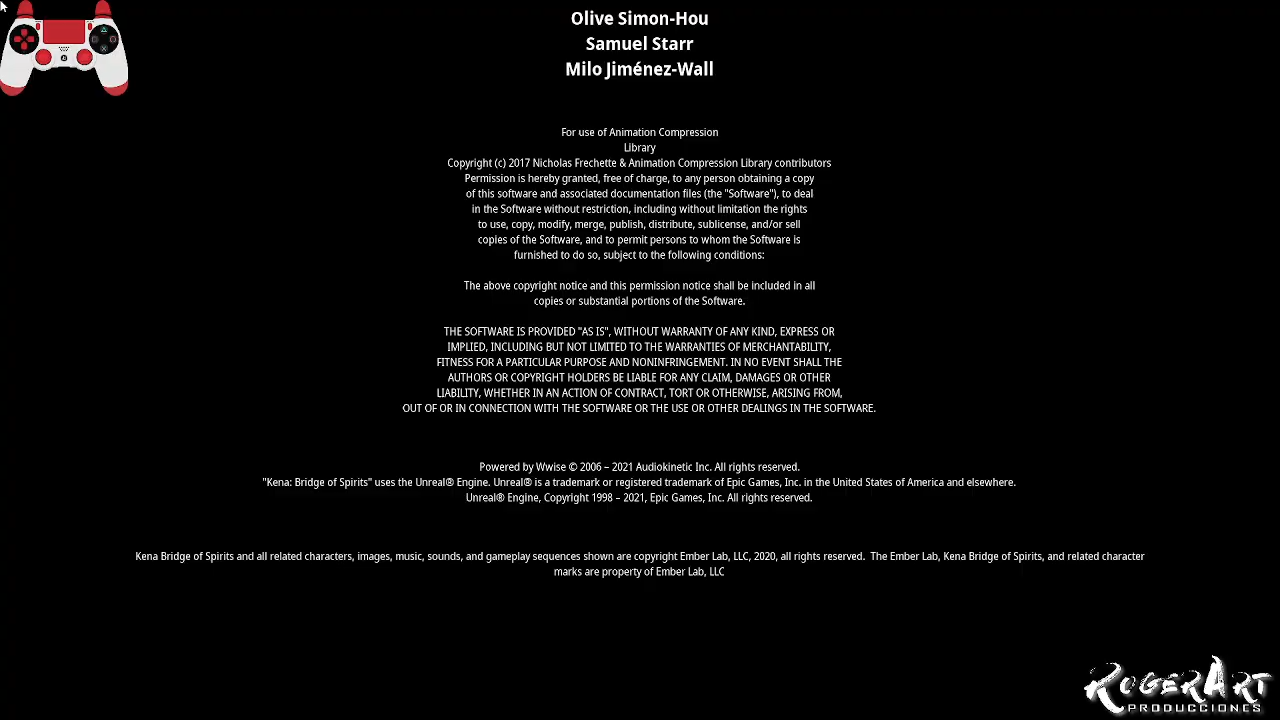 Olive Simon-Hou
Samuel Starr
Milo Jiménez-Wall
For use of Animation Compression
Library
Copyright (c) 2017 Nicholas Frechette & Animation Compression Library contributors
Permission is hereby granted, free of charge, to any person obtaining a copy
of this software and associated documentation files (the "Software"), to deal
in the Software without restriction, including without limitation the rights
to use, copy, modify, merge, publish, distribute, sublicense, and/or sell
copies of the Software, and to permit persons to whom the Software is
furnished to do so, subject to the following conditions:
The above copyright notice and this permission notice shall be included in all
copies or substantial portions of the Software.
THE SOFTWARE IS PROVIDED "AS IS", WITHOUT WARRANTY OF ANY KIND, EXPRESS OR
IMPLIED, INCLUDING BUT NOT LIMITED TO THE WARRANTIES OF MERCHANTABILITY,
FITNESS FOR A PARTICULAR PURPOSE AND NONINFRINGEMENT. IN NO EVENT SHALL THE
AUTHORS OR COPYRIGHT HOLDERS BE LIABLE FOR ANY CLAIM, DAMAGES OR OTHER
LIABILITY, WHETHER IN AN ACTION OF CONTRACT, TORT OR OTHERWISE, ARISING FROM,
OUT OF OR IN CONNECTION WITH THE SOFTWARE OR THE USE OR OTHER DEALINGS IN THE SOFTWARE.
Powered by Wwise © 2006 – 2021 Audiokinetic Inc. All rights reserved.
"Kena: Bridge of Spirits" uses the Unreal® Engine. Unreal® is a trademark or registered trademark of Epic Games, Inc. in the United States of America and elsewhere.
Unreal® Engine, Copyright 1998 – 2021, Epic Games, Inc. All rights reserved.
Kena Bridge of Spirits and all related characters, images, music, sounds, and gameplay sequences shown are copyright Ember Lab, LLC, 2020, all rights reserved.  The Ember Lab, Kena Bridge of Spirits, and related character
marks are property of Ember Lab, LLC
ROGERART
PRODUCCIONES